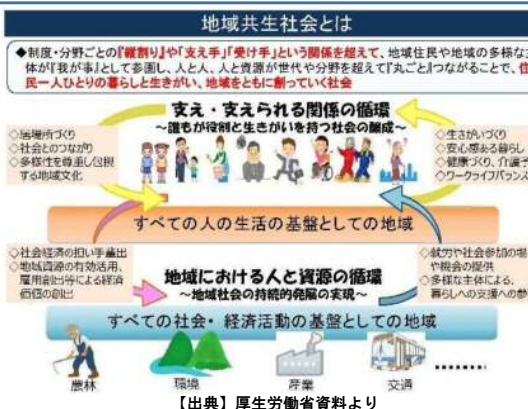 地域共生社会とは
◆制度・分野ごとの『縦割り』や「支え手」「受け手」という関係を超えて、地域住民や地域の多様な
体が『我が事』として参画し、人と人、人と資源が世代や分野を超えて『丸ごと』つながることで、住
民一人ひとりの暮らしと生きがい、地域をともに創っていく社会
支え・支えられる関係の循環
～誰もが役割と生きがいを持つ社会の醸成～
◇居場所づくり
◇社会とのつながり
◇多様性を尊重し包摂
する地域文化
◇生きがいづくり
◇安心感ある暮らし
◇健康づくり、介護予
◇ワークライフバランス
すべての人の生活の基盤としての地域
◇社会経済の担い手輩出
◇地域資源の有効活用、
雇用創出等による経済
価値の創出
地域における人と資源の循環
～地域社会の持続的発展の実現～
◇就労や社会参加の場
や機会の提供
◇多様な主体による、
暮らしへの支援への参
すべての社会・経済活動の基盤としての地域
農林
環境
産業
交通
【出典】厚生労働省資料より